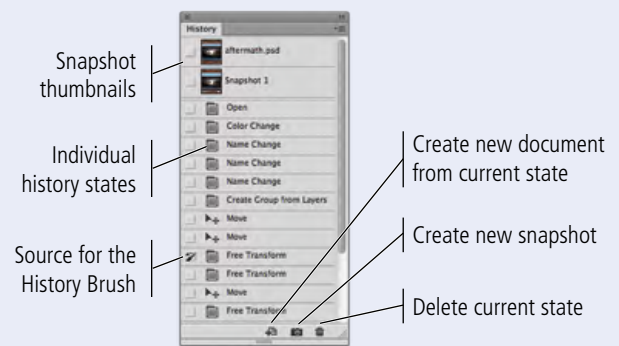 History
aftermath.psd
Snapshot 1
Open
Color Change
Name Change
Name Change
Name Change
Create Group from Layers
Move
Move
Free Transform
Free Transform
Move
Free Transform
Snapshot
thumbnails
Individual
history states
Source for the
History Brush
Create new document
from current state
Create new snapshot
Delete current state